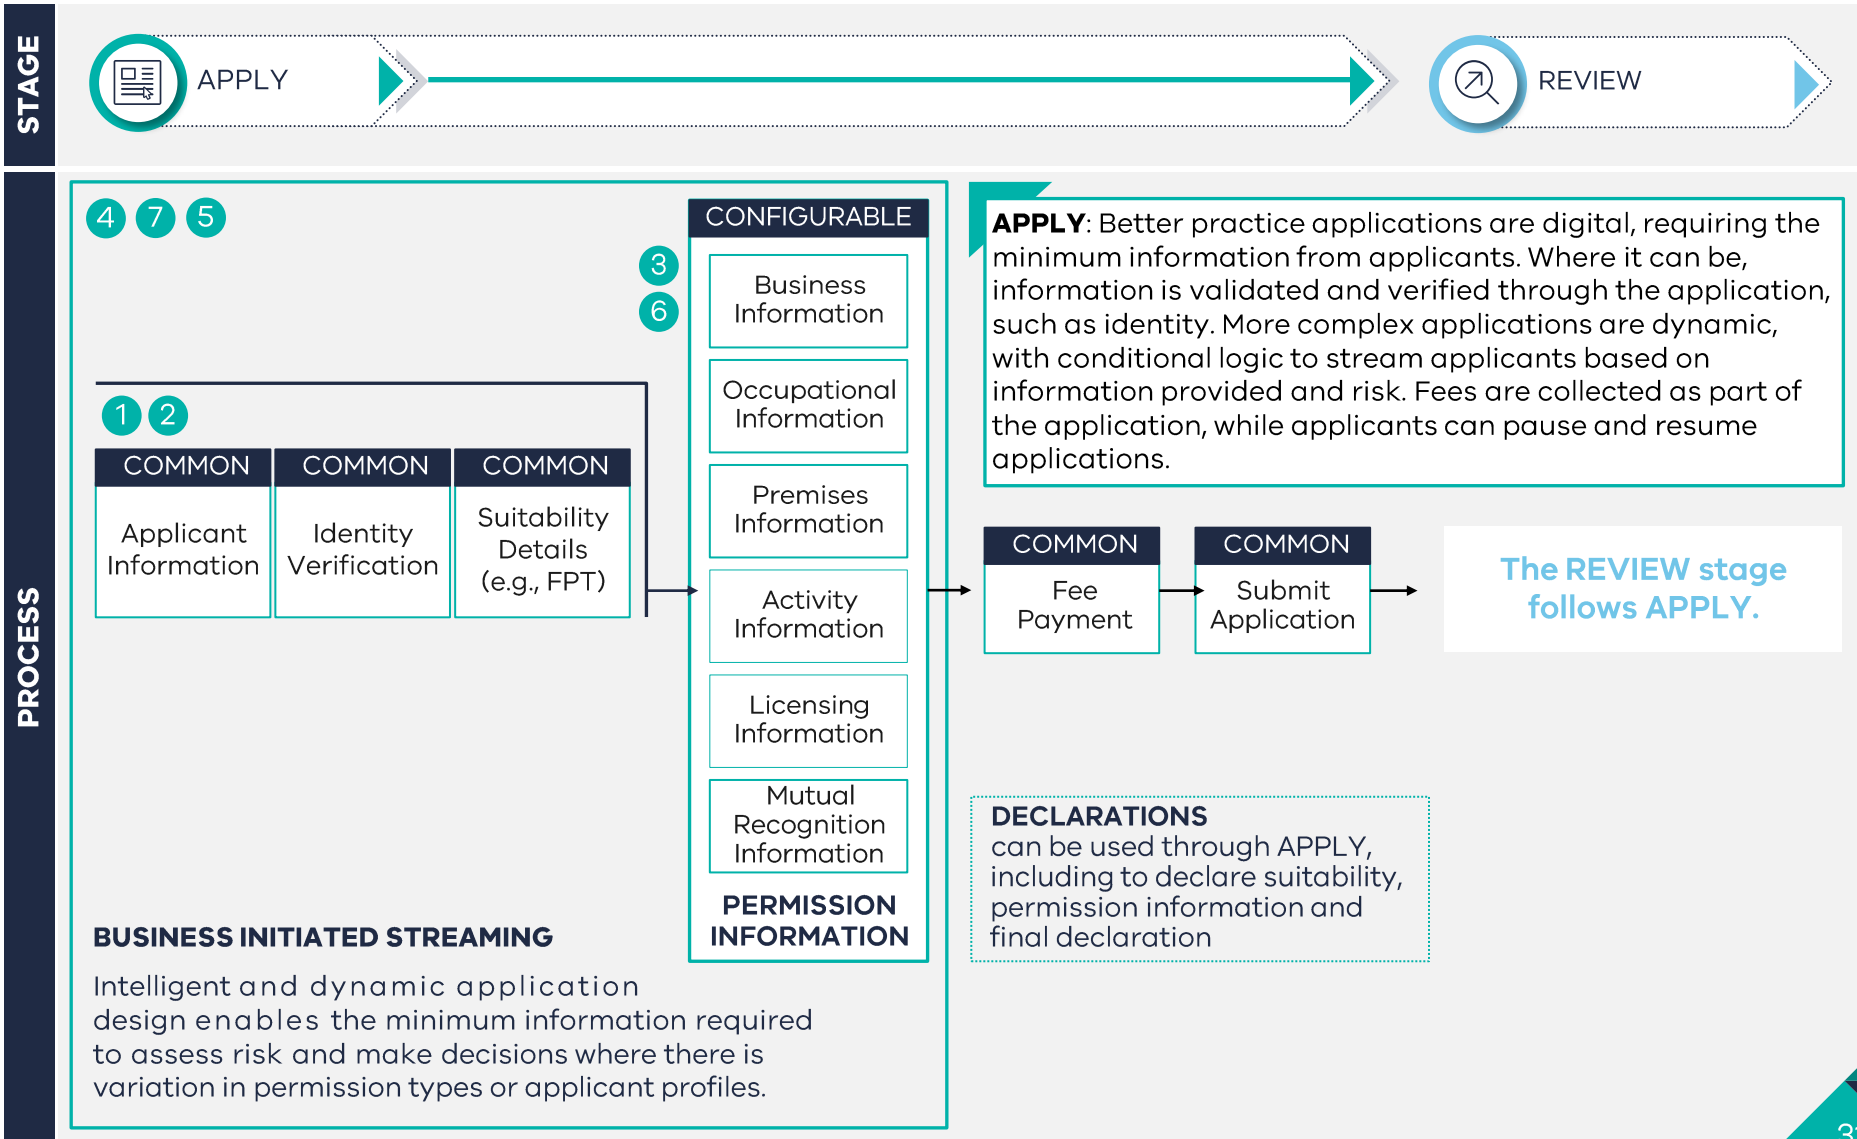 STAGE
APPLY
REVIEW
PROCESS
4 7 5
CONFIGURABLE
3
6
Business
Information
Occupational
Information
Premises
Information
Activity
Information
Licensing
Information
Mutual
Recognition
Information
PERMISSION
INFORMATION
1 2
COMMON
Applicant
Information
COMMON
Identity
Verification
COMMON
Suitability
Details
(e.g., FPT)
BUSINESS INITIATED STREAMING
Intelligent and dynamic application
design enables the minimum information required
to assess risk and make decisions where there is
variation in permission types or applicant profiles.
APPLY: Better practice applications are digital, requiring the
minimum information from applicants. Where it can be,
information is validated and verified through the application,
such as identity. More complex applications are dynamic,
with conditional logic to stream applicants based on
information provided and risk. Fees are collected as part of
the application, while applicants can pause and resume
applications.
COMMON
Fee
Payment
COMMON
Submit
Application
The REVIEW stage
follows APPLY.
DECLARATIONS
can be used through APPLY,
including to declare suitability,
permission information and
final declaration